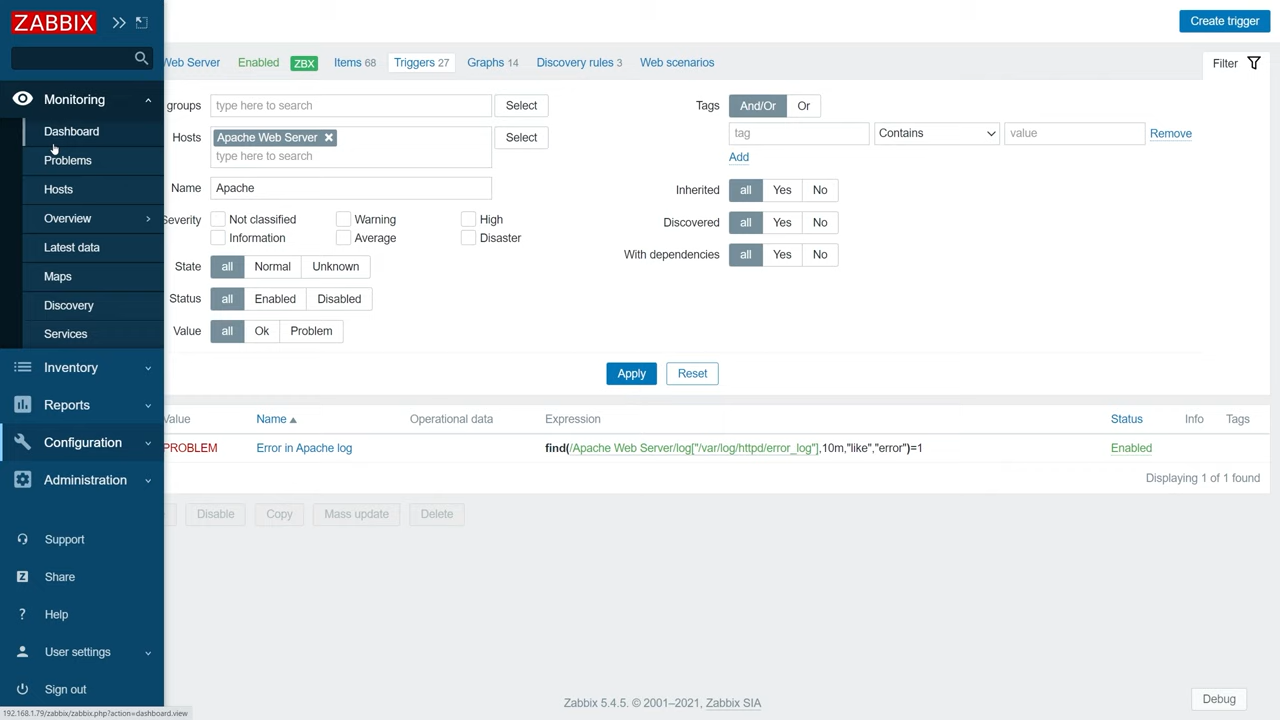 ZABBIX
Create trigger
Web Server Enabled ZBX Items 68 Triggers 27 Graphs 14 Discovery rules 3 Web scenarios
Filter
Monitoring
Dashboard
Problems
Hosts
Overview
Latest data
Maps
Discovery
Services
Inventory
Reports
Configuration
Administration
Support
Share
Help
User settings
Sign out
groups type here to search Select
Hosts Apache Web Server Select
type here to search
Name Apache
Severity Not classified Warning High
Information Average Disaster
State all Normal Unknown
Status all Enabled Disabled
Value all Ok Problem
Tags And/Or Or
tag Contains value Remove
Add
Inherited all Yes No
Discovered all Yes No
With dependencies all Yes No
Apply Reset
Value Name Operational data Expression Status Info Tags
PROBLEM Error in Apache log find(/Apache Web Server/log["/var/log/httpd/error_log"],10m,"like","error")=1 Enabled
Displaying 1 of 1 found
Disable Copy Mass update Delete
Zabbix 5.4.5. © 2001–2021, Zabbix SIA
Debug
192.168.1.79/zabbix/zabbix.php?action=dashboard.view